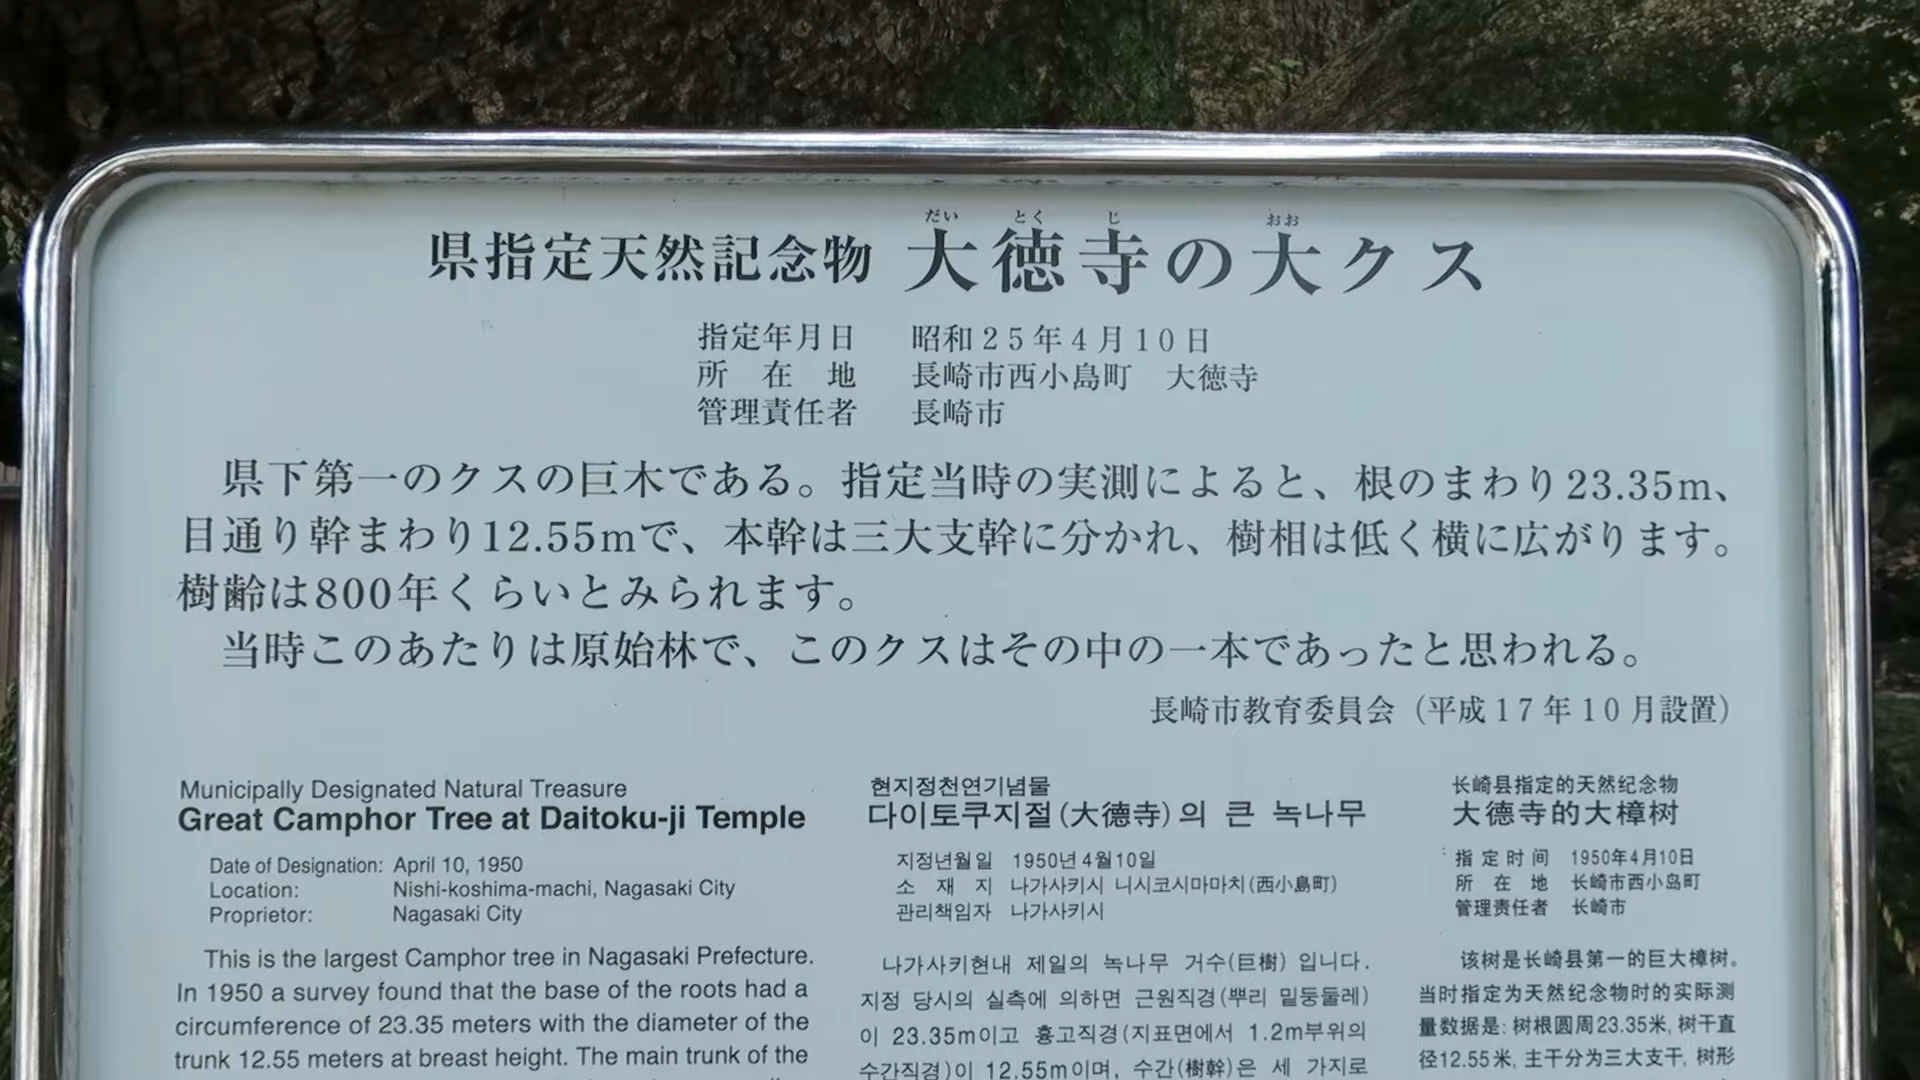 県指定天然記念物 大徳寺の大クス
だい とく じ おお
指定年月日 昭和25年4月10日
所在地 長崎市西小島町 大徳寺
管理責任者 長崎市
県下第一のクスの巨木である。指定当時の実測によると、根のまわり23.35m、
目通り幹まわり12.55mで、本幹は三大支幹に分かれ、樹相は低く横に広がります。
樹齢は800年くらいとみられます。
当時このあたりは原始林で、このクスはその中の一本であったと思われる。
長崎市教育委員会（平成17年10月設置）
Municipally Designated Natural Treasure
Great Camphor Tree at Daitoku-ji Temple
Date of Designation: April 10, 1950
Location: Nishi-koshima-machi, Nagasaki City
Proprietor: Nagasaki City
This is the largest Camphor tree in Nagasaki Prefecture.
In 1950 a survey found that the base of the roots had a
circumference of 23.35 meters with the diameter of the
trunk 12.55 meters at breast height. The main trunk of the
현지정천연기념물
다이토쿠지절(大德寺)의 큰 녹나무
지정년월일 1950년4월10일
소재지 나가사키시 니시코시마마치(西小島町)
관리책임자 나가사키시
나가사키현내 제일의 녹나무 거수(巨樹) 입니다.
지정 당시의 실측에 의하면 근원직경(뿌리 밑둥둘레)
이 23.35m이고 흉고직경(지표면에서 1.2m부위의
수간직경)이 12.55m이며, 수간(樹幹)은 세 가지로
长崎县指定的天然纪念物
大德寺的大樟树
指定时间 1950年4月10日
所在地 长崎市西小岛町
管理责任者 长崎市
该树是长崎县第一的巨大樟树。
当时指定为天然纪念物时的实际测
量数据是: 树根圆周23.35米, 树干直
径12.55米, 主干分为三大支干, 树形